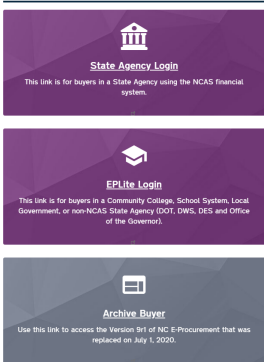 State Agency Login
This link is for buyers in a State Agency using the NCAS financial
system.
EPLite Login
This link is for buyers in a Community College, School System, Local
Government, or non-NCAS State Agency (DOT, DWS, DES and Office
of the Governor).
Archive Buyer
Use this link to access the Version 9r1 of NC E-Procurement that was
replaced on July 1, 2020.